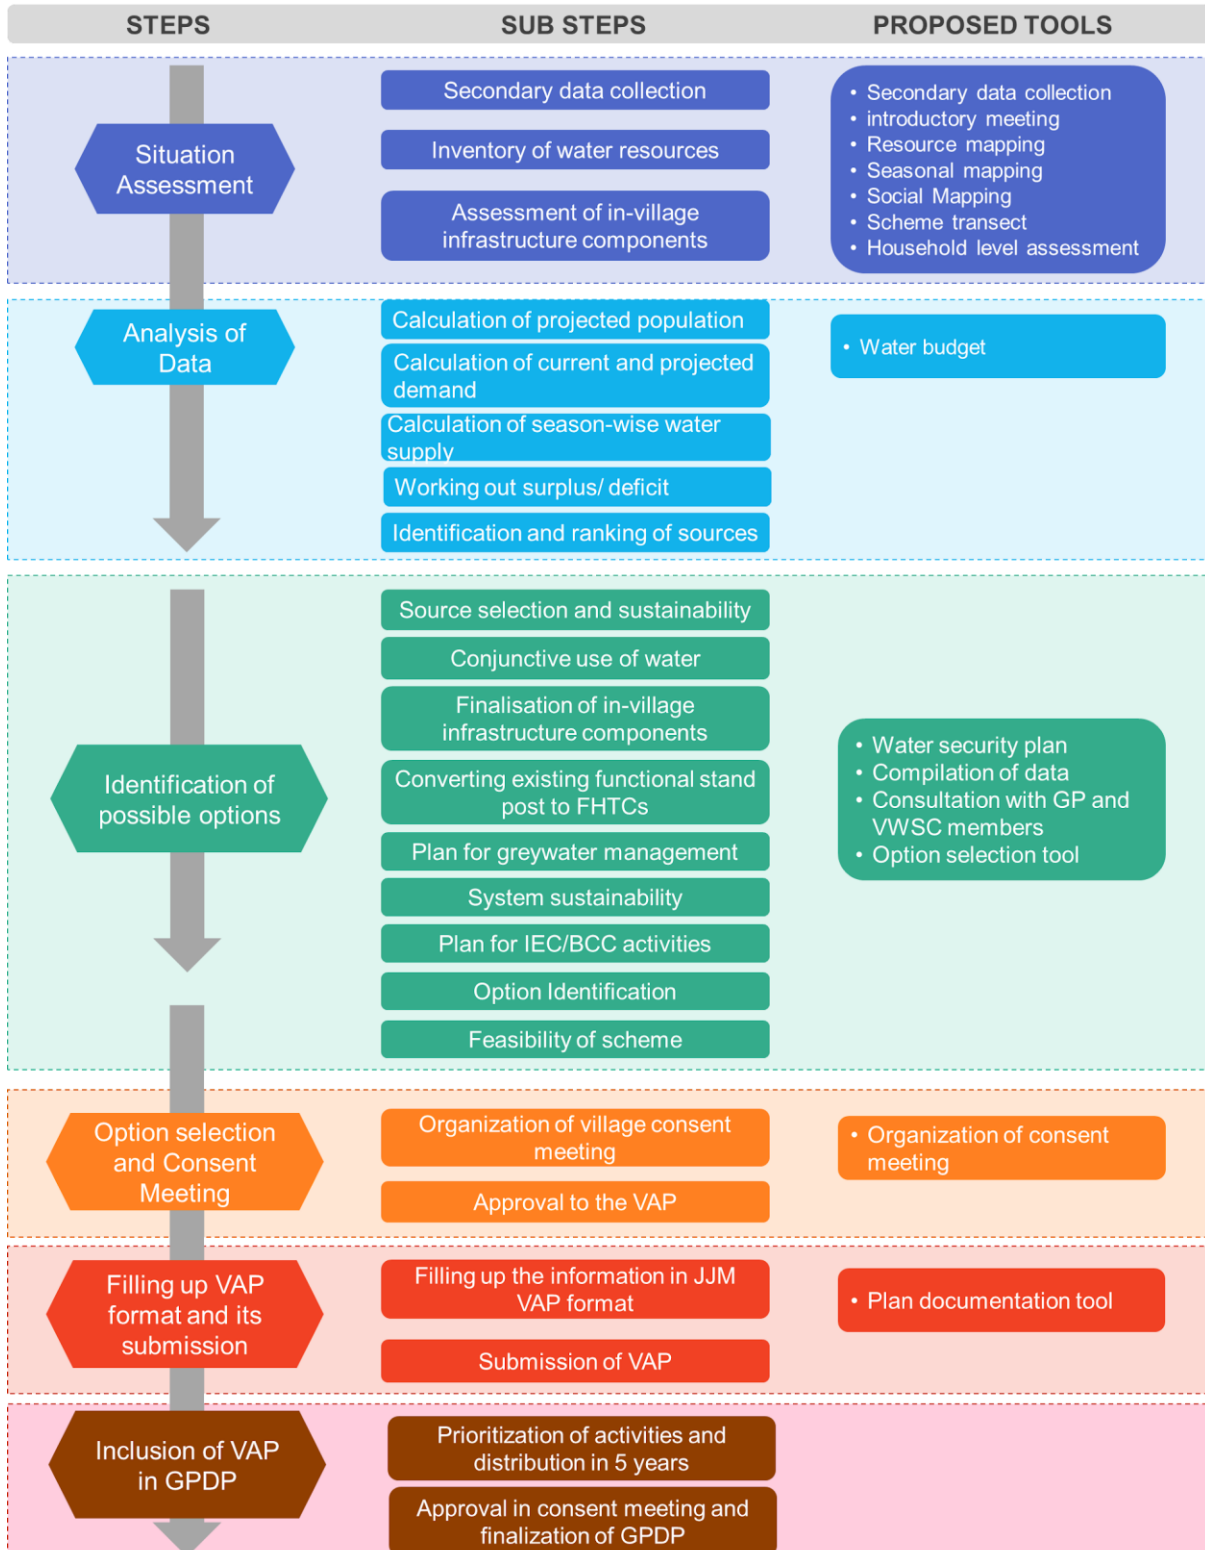 STEPS
SUB STEPS
PROPOSED TOOLS
Situation
Assessment
Secondary data collection
Inventory of water resources
Assessment of in-village
infrastructure components
• Secondary data collection
• introductory meeting
• Resource mapping
• Seasonal mapping
• Social Mapping
• Scheme transect
• Household level assessment
Analysis of
Data
Calculation of projected population
Calculation of current and projected
demand
Calculation of season-wise water
supply
Working out surplus/ deficit
Identification and ranking of sources
• Water budget
Identification of
possible options
Source selection and sustainability
Conjunctive use of water
Finalisation of in-village
infrastructure components
Converting existing functional stand
post to FHTCs
Plan for greywater management
System sustainability
Plan for IEC/BCC activities
Option Identification
Feasibility of scheme
• Water security plan
• Compilation of data
• Consultation with GP and
VWSC members
• Option selection tool
Option selection
and Consent
Meeting
Organization of village consent
meeting
Approval to the VAP
• Organization of consent
meeting
Filling up VAP
format and its
submission
Filling up the information in JJM
VAP format
Submission of VAP
• Plan documentation tool
Inclusion of VAP
in GPDP
Prioritization of activities and
distribution in 5 years
Approval in consent meeting and
finalization of GPDP